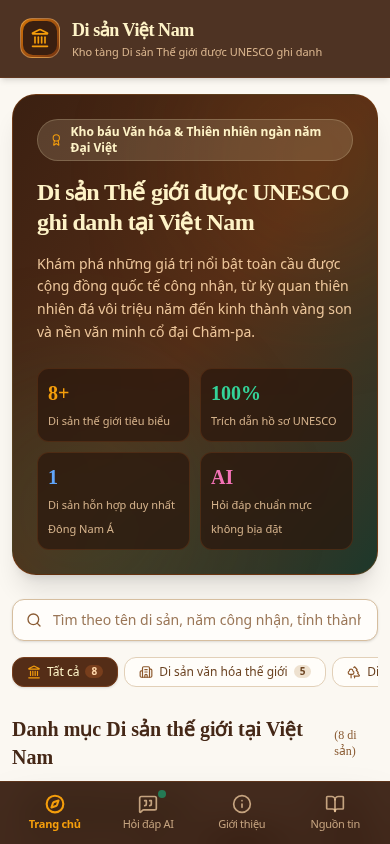 Di sản Việt Nam
Kho tàng Di sản Thế giới được UNESCO ghi danh
Kho báu Văn hóa & Thiên nhiên ngàn năm
Đại Việt
Di sản Thế giới được UNESCO
ghi danh tại Việt Nam
Khám phá những giá trị nổi bật toàn cầu được
cộng đồng quốc tế công nhận, từ kỳ quan thiên
nhiên đá vôi triệu năm đến kinh thành vàng son
và nền văn minh cổ đại Chăm-pa.
8+
Di sản thế giới tiêu biểu
100%
Trích dẫn hồ sơ UNESCO
1
Di sản hỗn hợp duy nhất
Đông Nam Á
AI
Hỏi đáp chuẩn mực
không bịa đặt
Tìm theo tên di sản, năm công nhận, tỉnh thành
Tất cả 8
Di sản văn hóa thế giới 5
Di
Danh mục Di sản thế giới tại Việt
Nam
(8 di
sản)
Trang chủ
Hỏi đáp AI
Giới thiệu
Nguồn tin